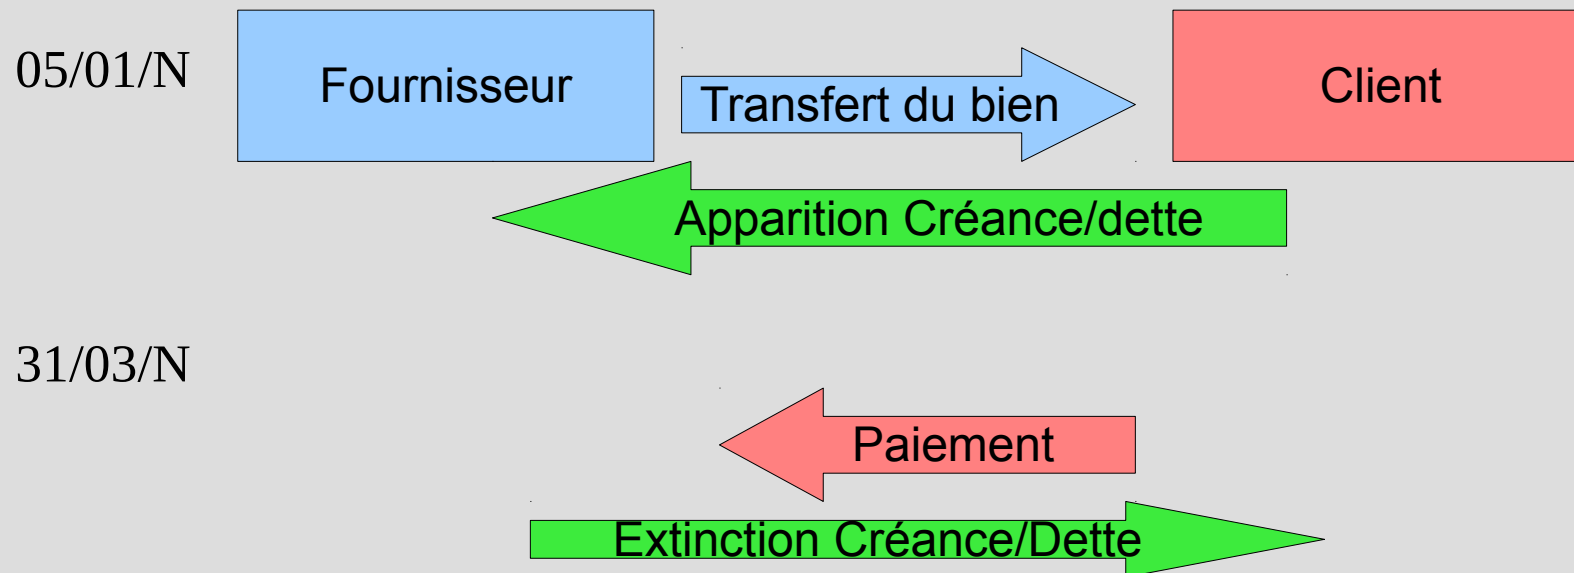 05/01/N
Fournisseur
Transfert du bien
Client
Apparition Créance/dette
31/03/N
Paiement
Extinction Créance/Dette